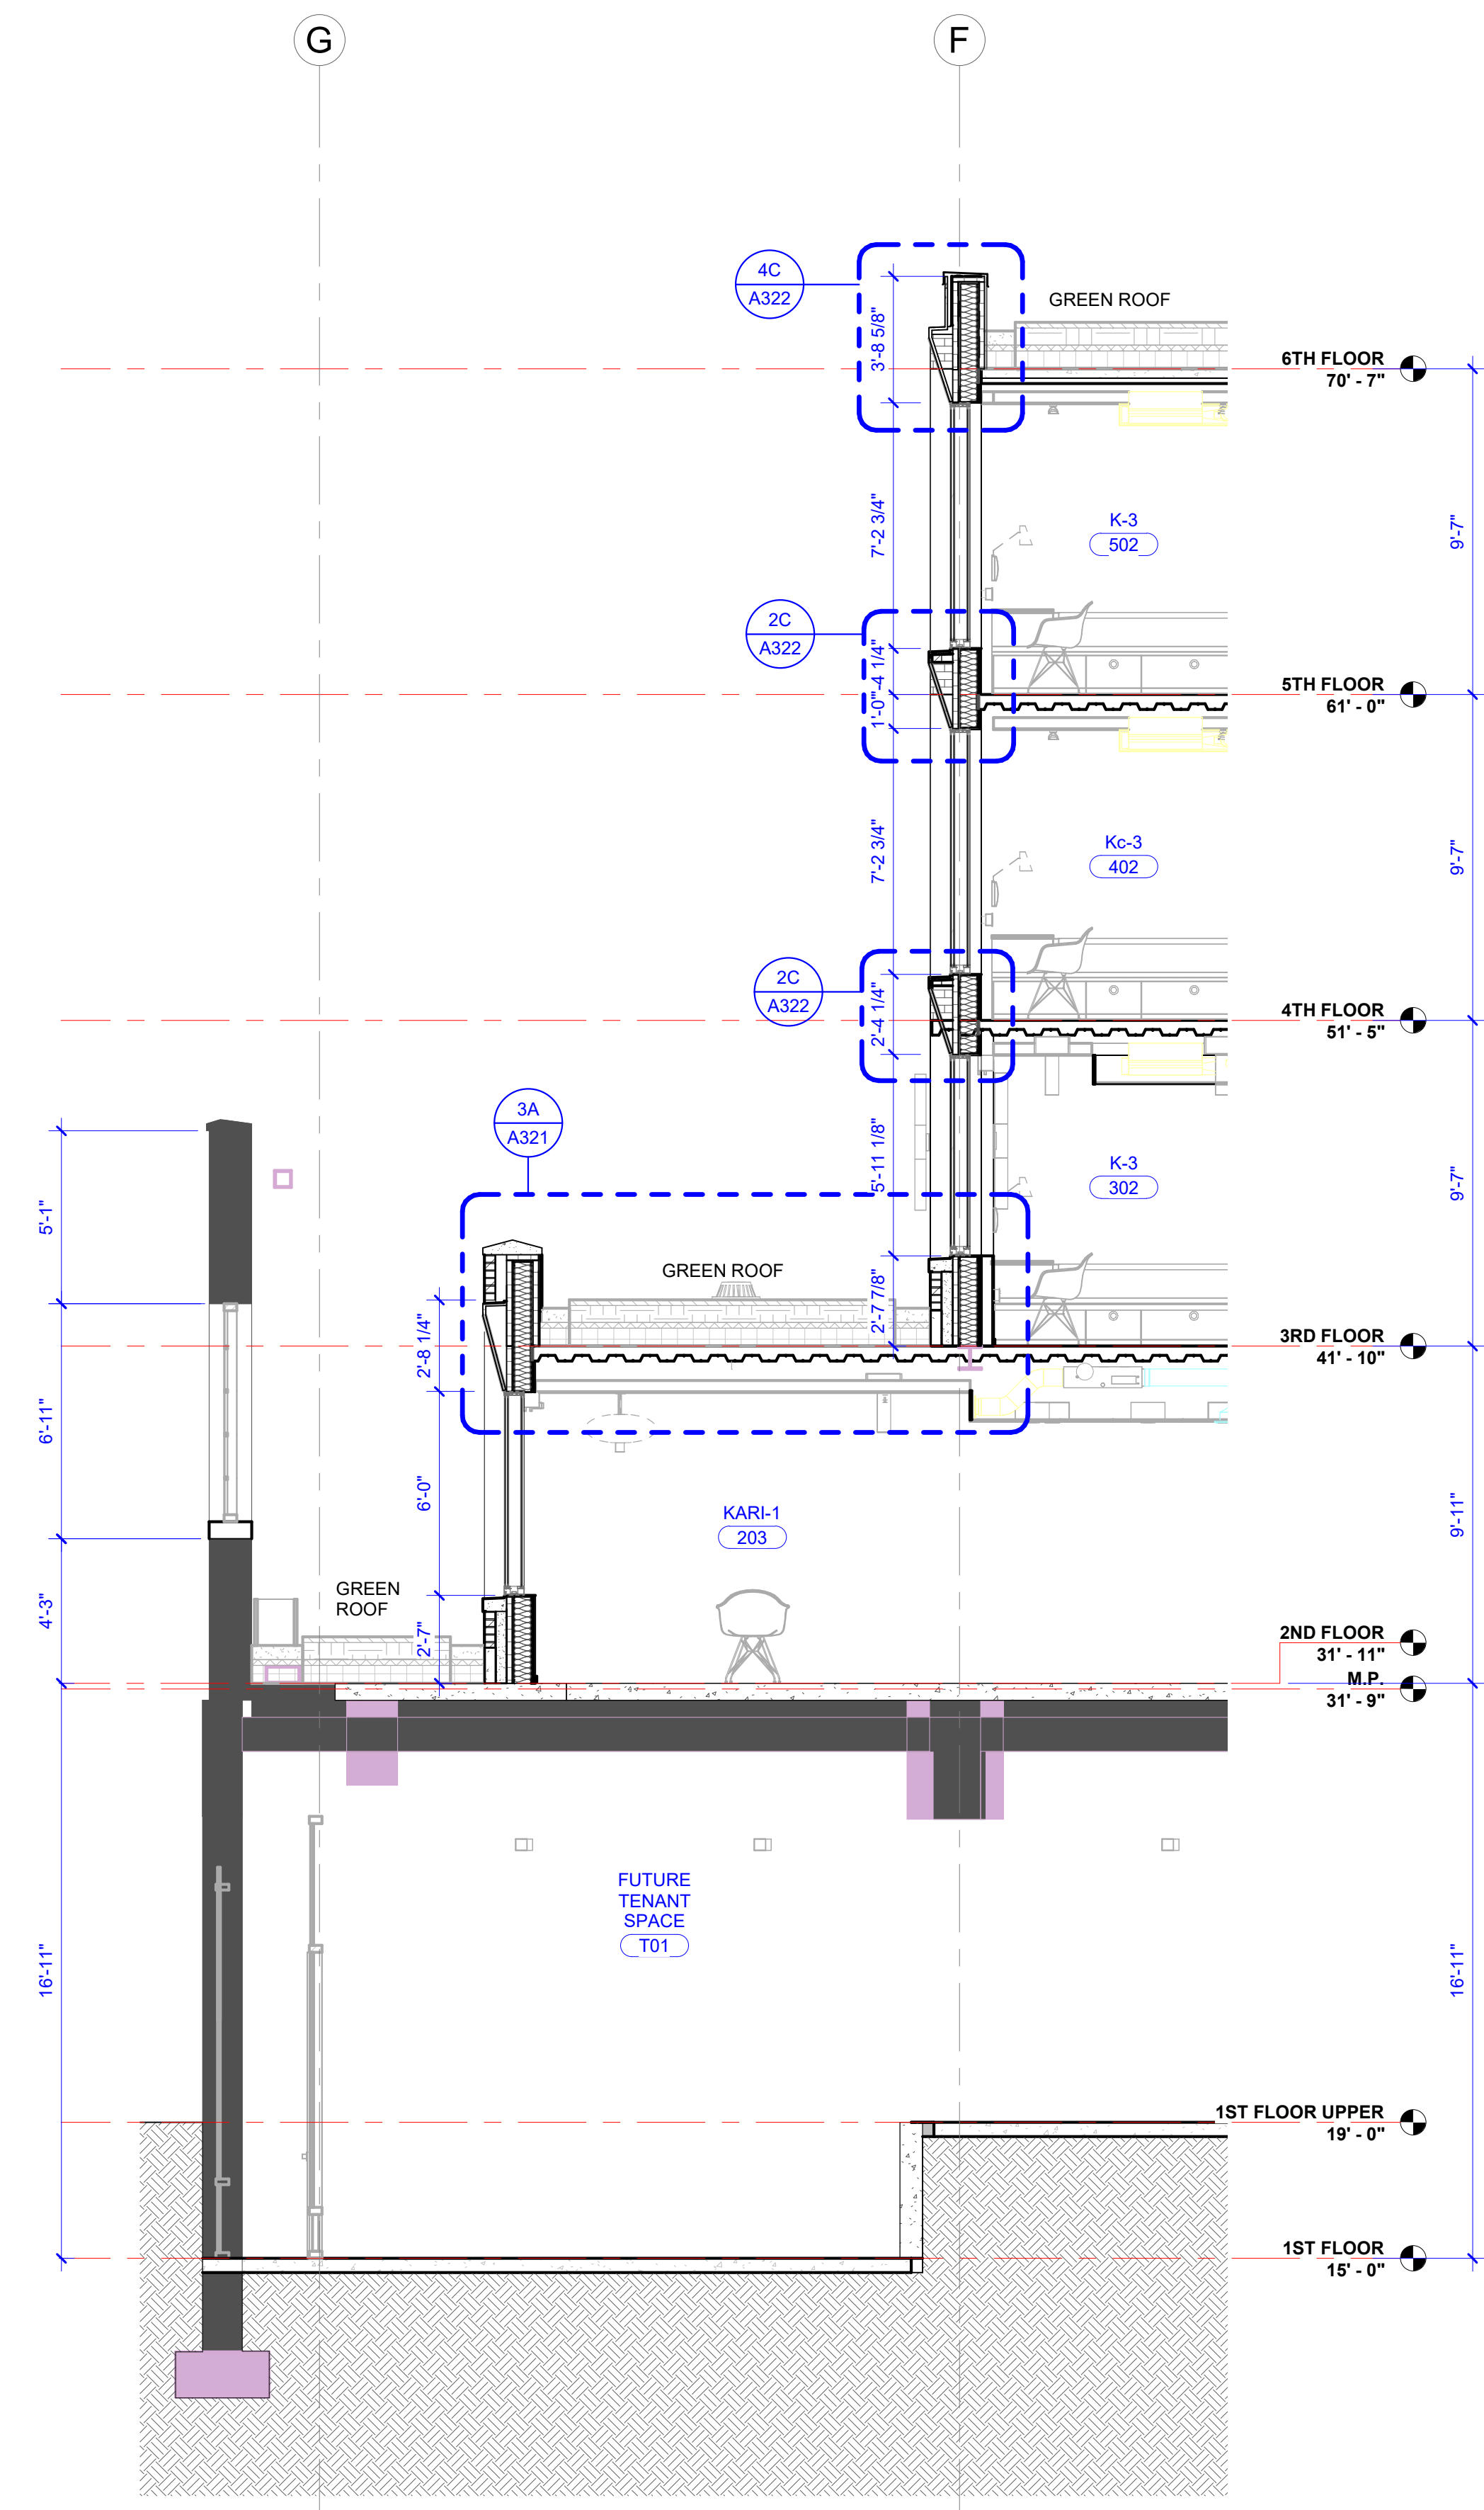 G
F
4C
A322
3'-8 5/8"
GREEN ROOF
6TH FLOOR
70' - 7"
7'-2 3/4"
K-3
502
9'-7"
2C
A322
1'-0"
-4 1/4"
5TH FLOOR
61' - 0"
7'-2 3/4"
Kc-3
402
9'-7"
2C
A322
2'-4 1/4"
4TH FLOOR
51' - 5"
3A
A321
5'-11 1/8"
K-3
302
9'-7"
5'-1"
GREEN ROOF
2'-7 7/8"
2'-8 1/4"
3RD FLOOR
41' - 10"
6'-11"
6'-0"
KARI-1
203
9'-11"
GREEN
ROOF
4'-3"
2'-7"
2ND FLOOR
31' - 11"
M.P.
31' - 9"
FUTURE
TENANT
SPACE
T01
16'-11"
16'-11"
1ST FLOOR UPPER
19' - 0"
1ST FLOOR
15' - 0"